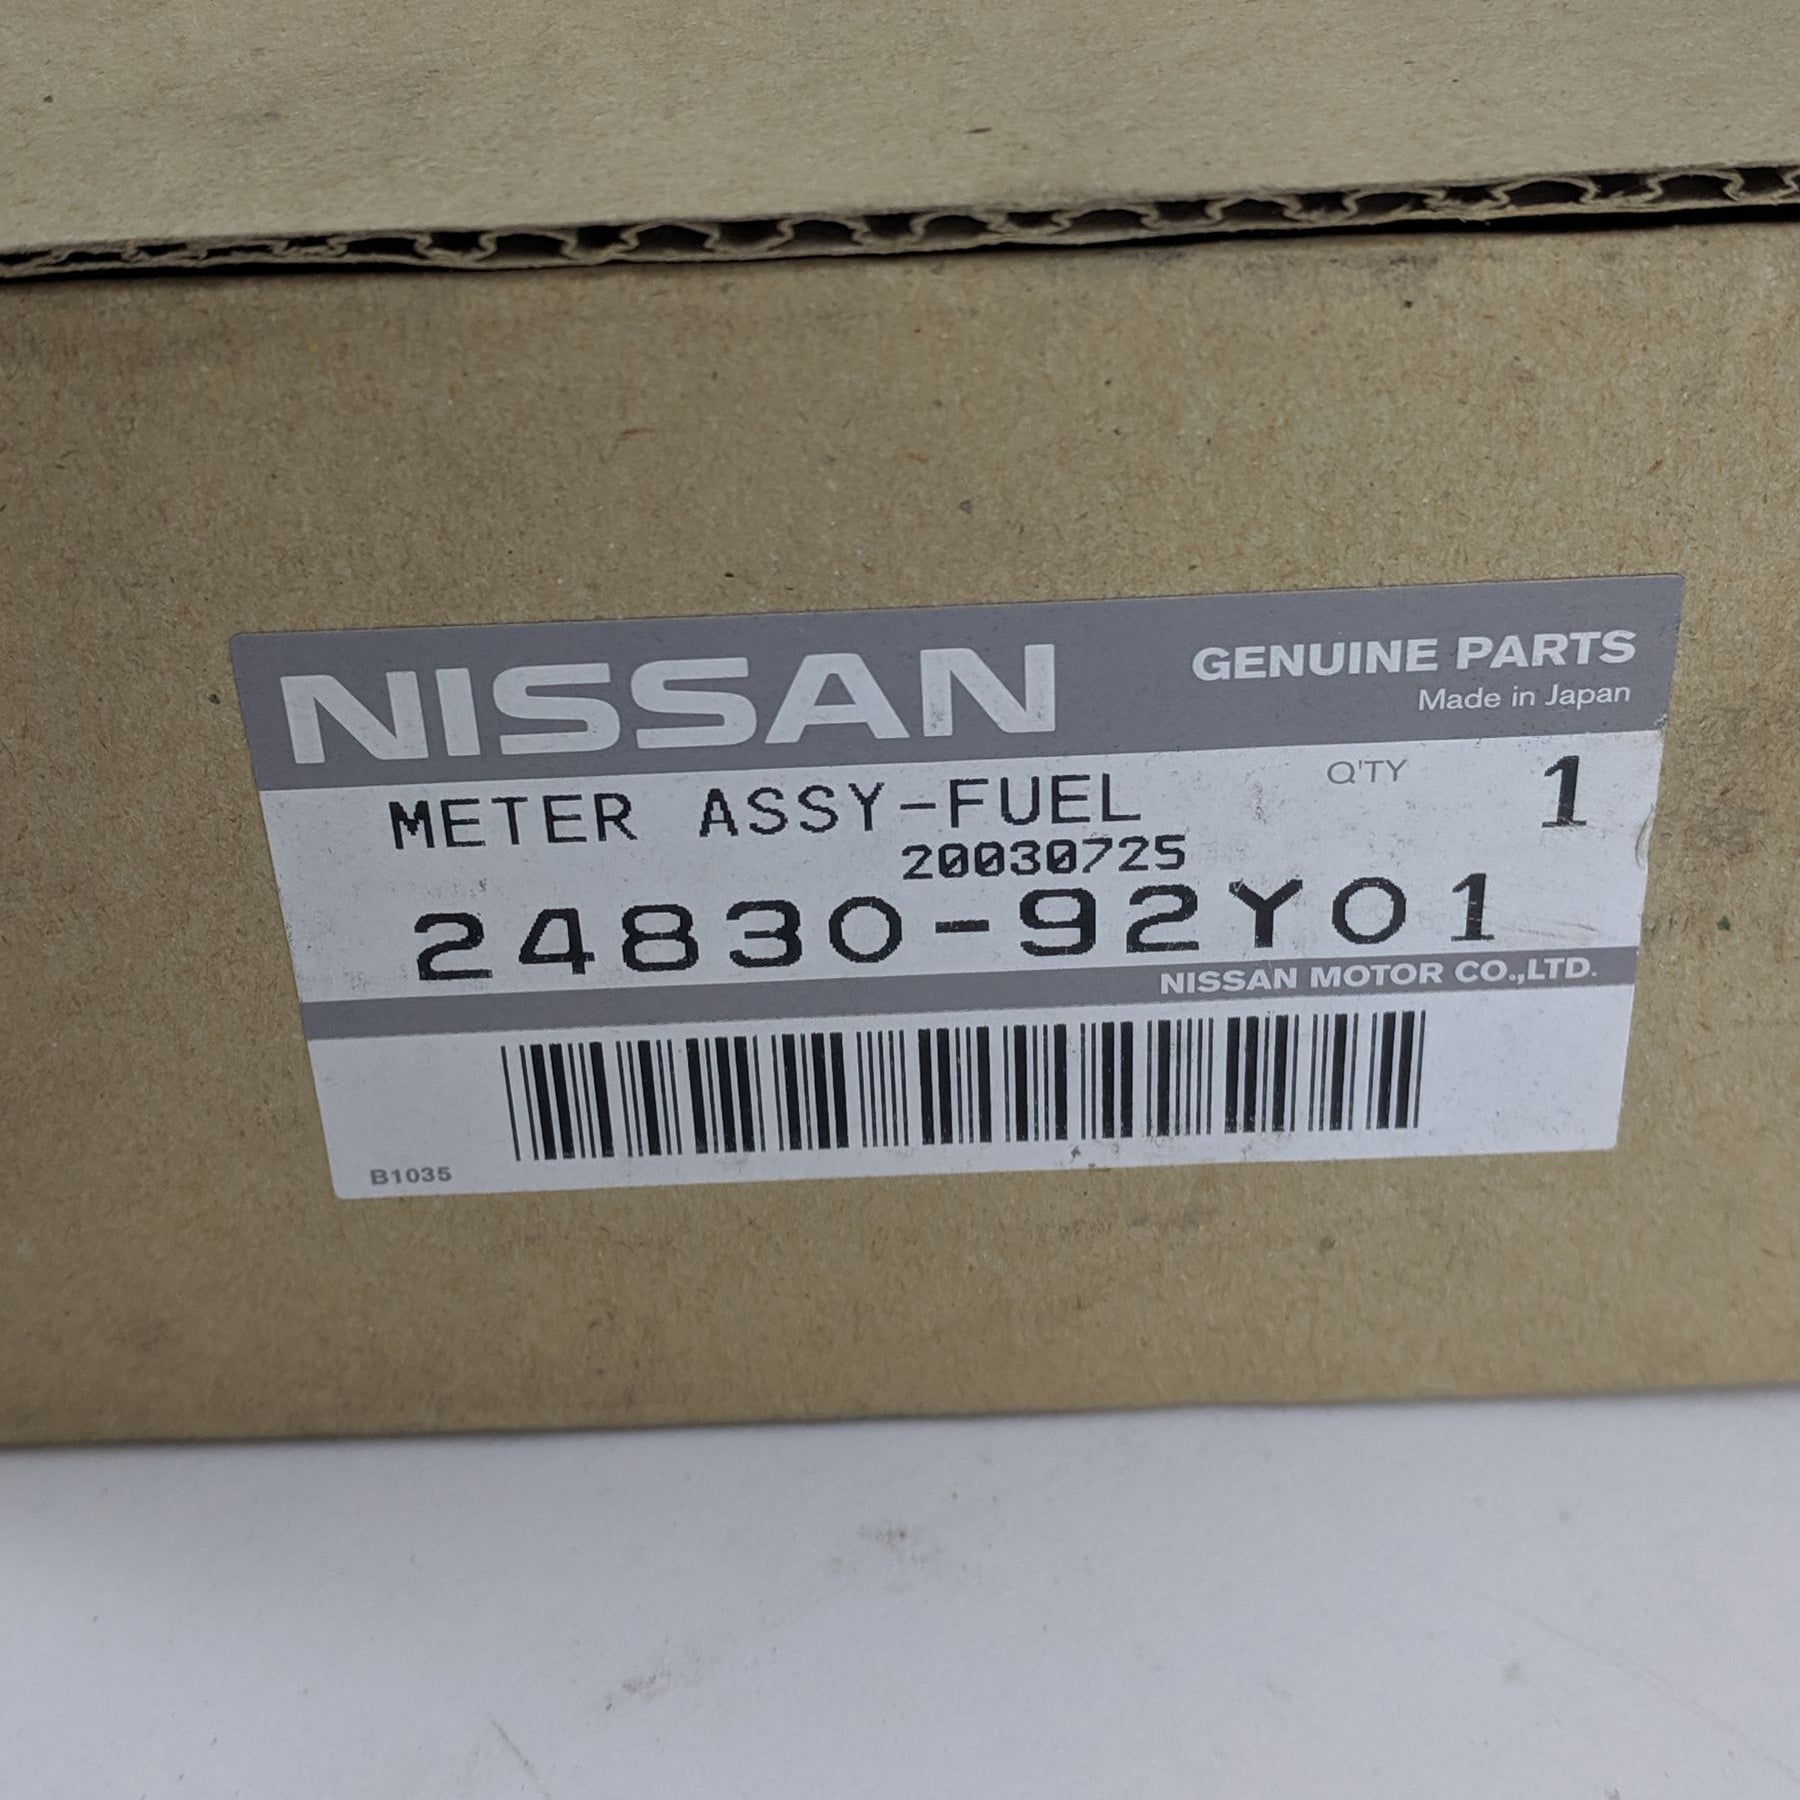 NISSAN
GENUINE PARTS
Made in Japan
METER ASSY-FUEL
Q'TY 1
20030725
24830-92Y01
NISSAN MOTOR CO.,LTD.
B1035